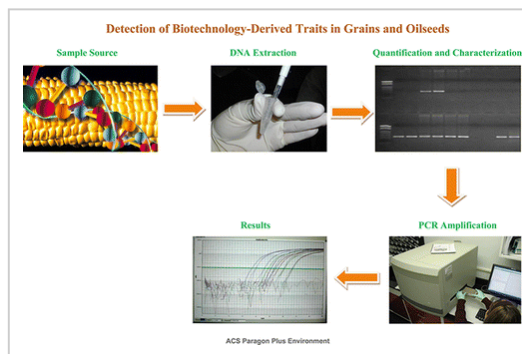 Detection of Biotechnology-Derived Traits in Grains and Oilseeds
Sample Source
DNA Extraction
Quantification and Characterization
PCR Amplification
Results
ACS Paragon Plus Environment